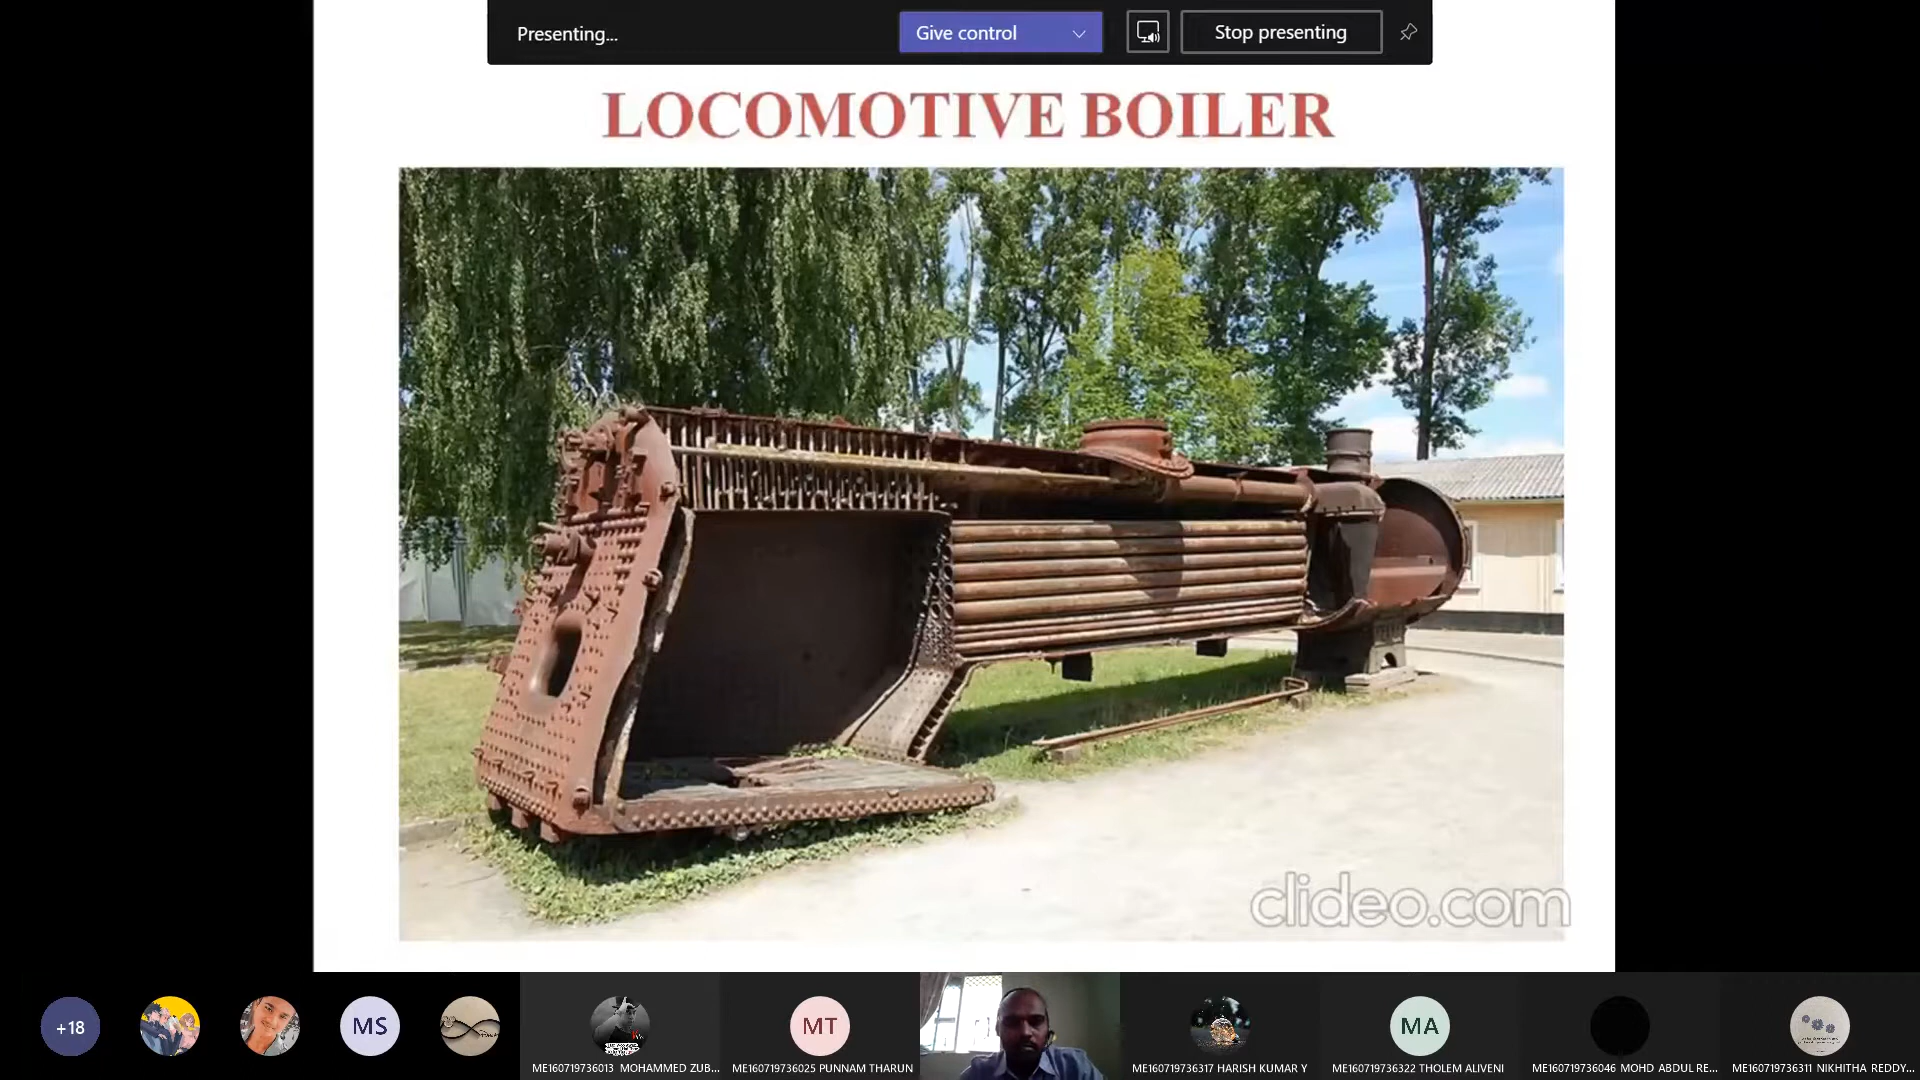 Presenting...
Give control
Stop presenting
LOCOMOTIVE BOILER
clideo.com
+18
MS
MT
MA
ME160719736013 MOHAMMED ZUB...
ME160719736025 PUNNAM THARUN
ME160719736317 HARISH KUMAR Y
ME160719736322 THOLEM ALIVENI
ME160719736046 MOHD ABDUL RE...
ME160719736311 NIKHITHA REDDY...